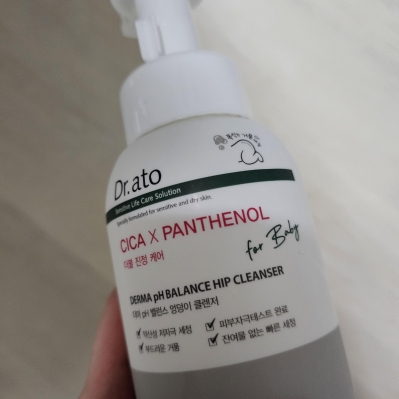 Dr.ato
Sensitive Life Care Solution
Specially formulated for sensitive and dry skin.
CICA X PANTHENOL
더블 진정 케어
for Baby
DERMA pH BALANCE HIP CLEANSER
더마 pH 밸런스 엉덩이 클렌저
약산성 저자극 세정
피부자극테스트 완료
부드러운 거품
잔여물 없는 빠른 세정